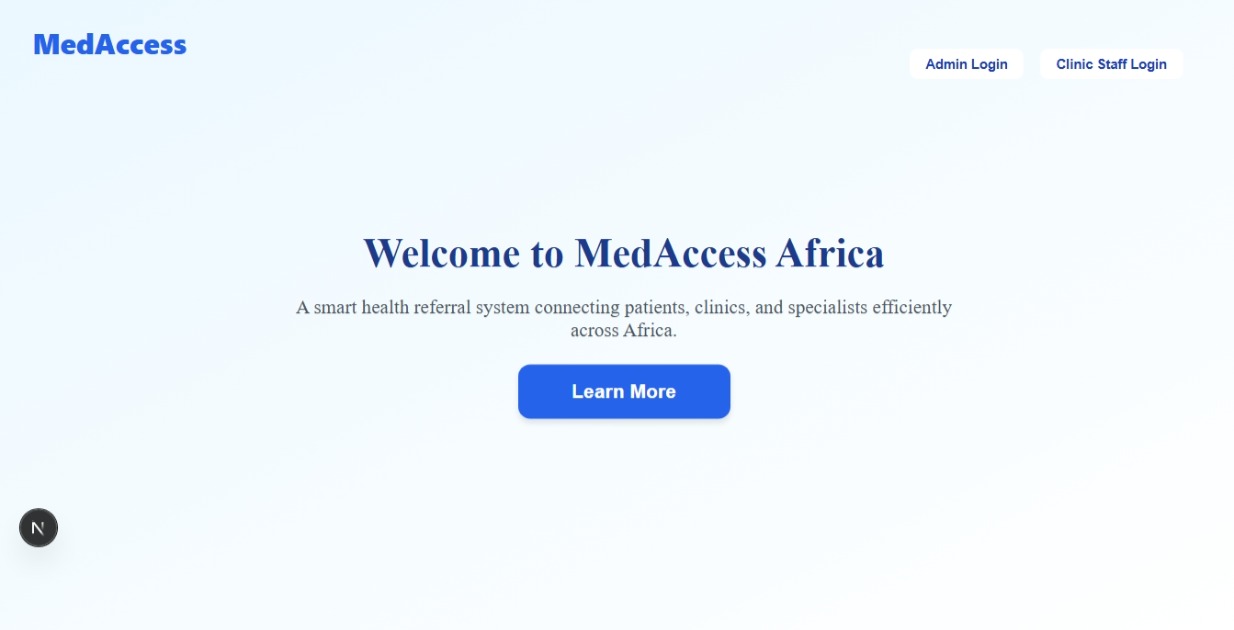 MedAccess
Admin Login
Clinic Staff Login
Welcome to MedAccess Africa
A smart health referral system connecting patients, clinics, and specialists efficiently
across Africa.
Learn More
N